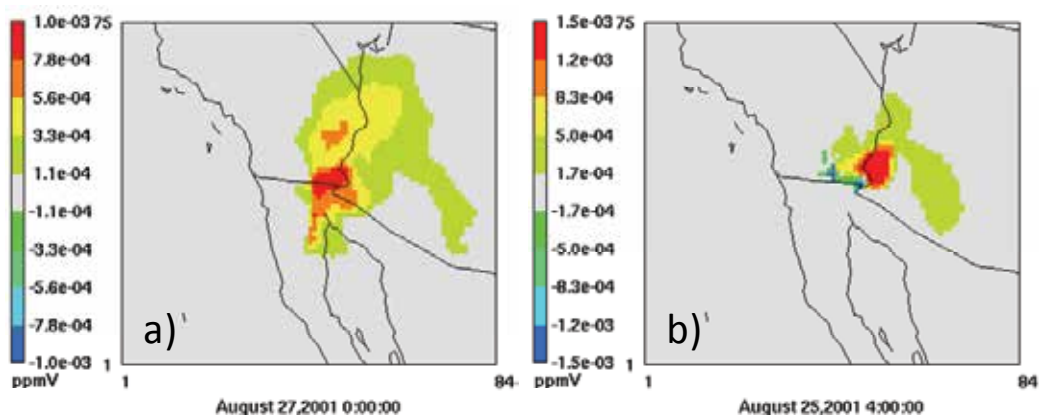 1.0e-03 75
7.8e-04
5.6e-04
3.3e-04
1.1e-04
-1.1e-04
-3.3e-04
-5.6e-04
-7.8e-04
-1.0e-03 1
ppmV
a)
1 84
August 27,2001 0:00:00
1.5e-03 75
1.2e-03
8.3e-04
5.0e-04
1.7e-04
-1.7e-04
-5.0e-04
-8.3e-04
-1.2e-03
-1.5e-03 1
ppmV
b)
1 84
August 25,2001 4:00:00